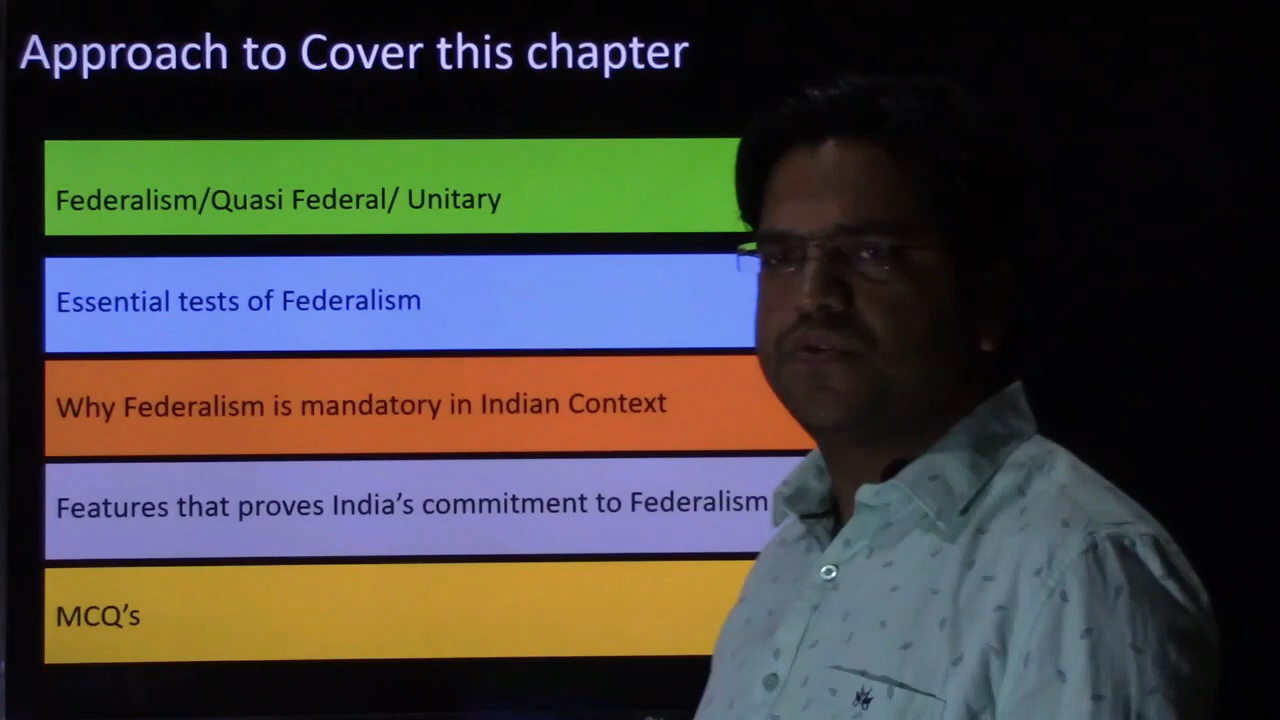 Approach to Cover this chapter
Federalism/Quasi Federal/ Unitary
Essential tests of Federalism
Why Federalism is mandatory in Indian Context
Features that proves India's commitment to Federalism
MCQ's